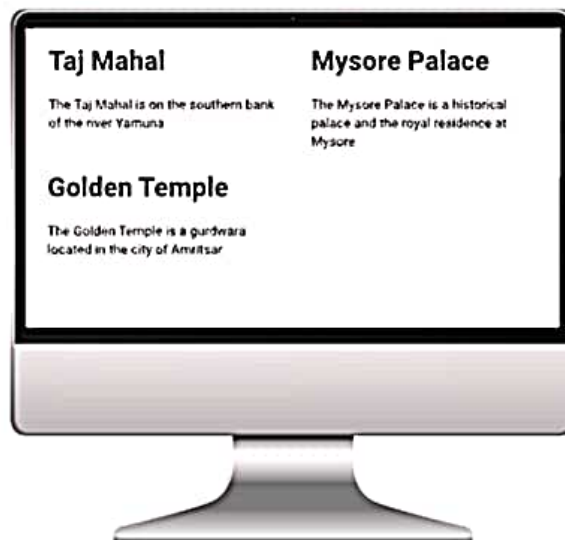 Taj Mahal
The Taj Mahal is on the southern bank
of the river Yamuna
Mysore Palace
The Mysore Palace is a historical
palace and the royal residence at
Mysore
Golden Temple
The Golden Temple is a gurdwara
located in the city of Amritsar